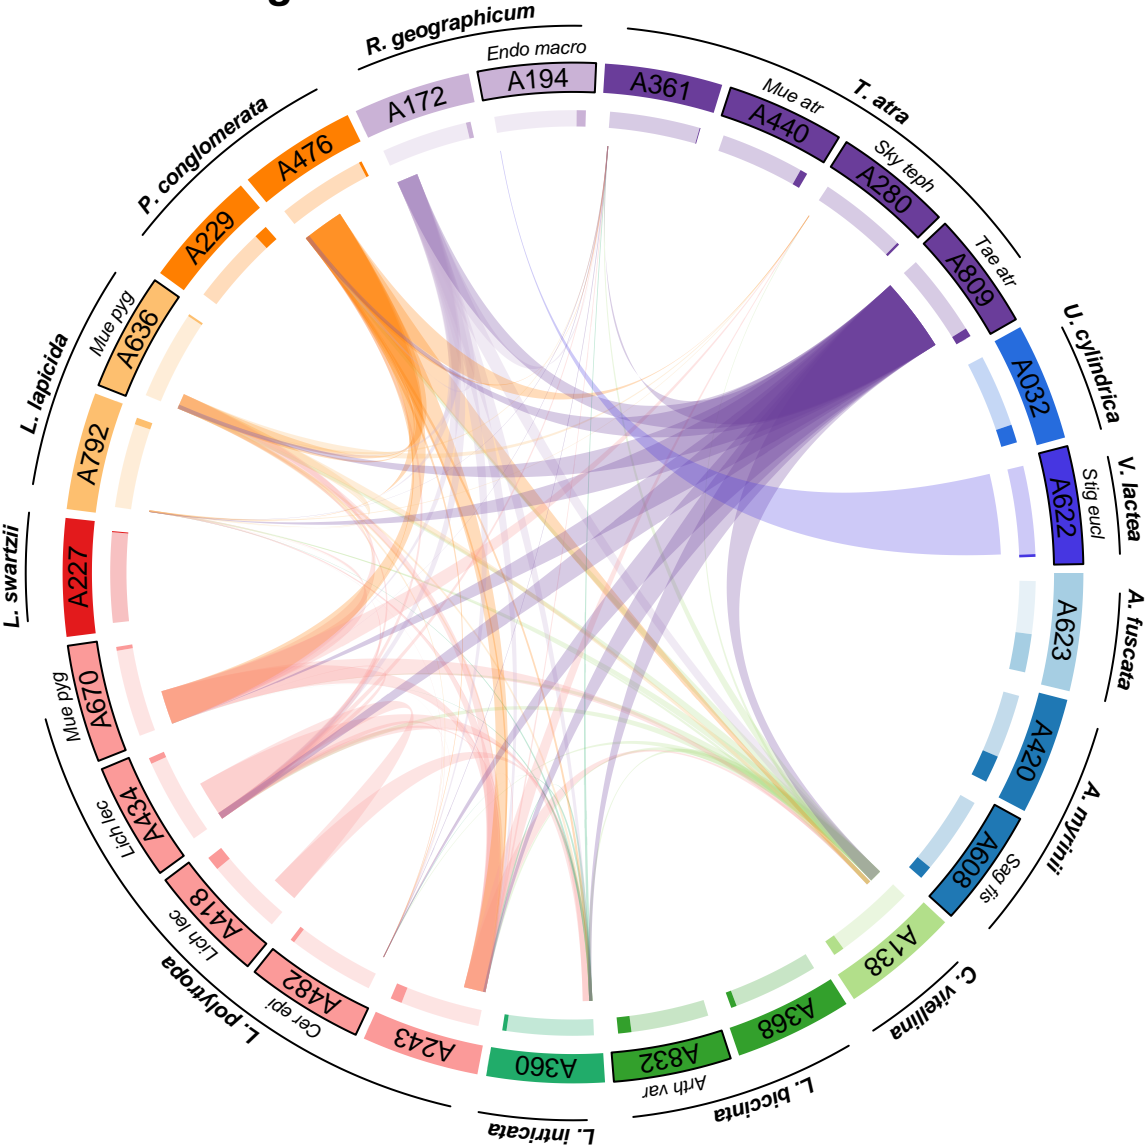 R. geographicum
Endo macro
A172
A194
T. atra
Mue atr
Sky teph
Tae atr
A361
A440
A280
A809
U. cylindrica
A032
V. lactea
Stig eucl
A622
A. fuscata
A623
A. myrinii
A420
Sag fis
A608
C. vitellina
A138
L. biccinta
A368
Arth var
A832
L. intricata
A360
L. polytropa
A243
Cer epi
A482
Lich lec
A418
Lich lec
A434
Mue pyg
A670
L. swartzii
A227
L. lapicida
A792
Mue pyg
A636
P. conglomerata
A229
A476